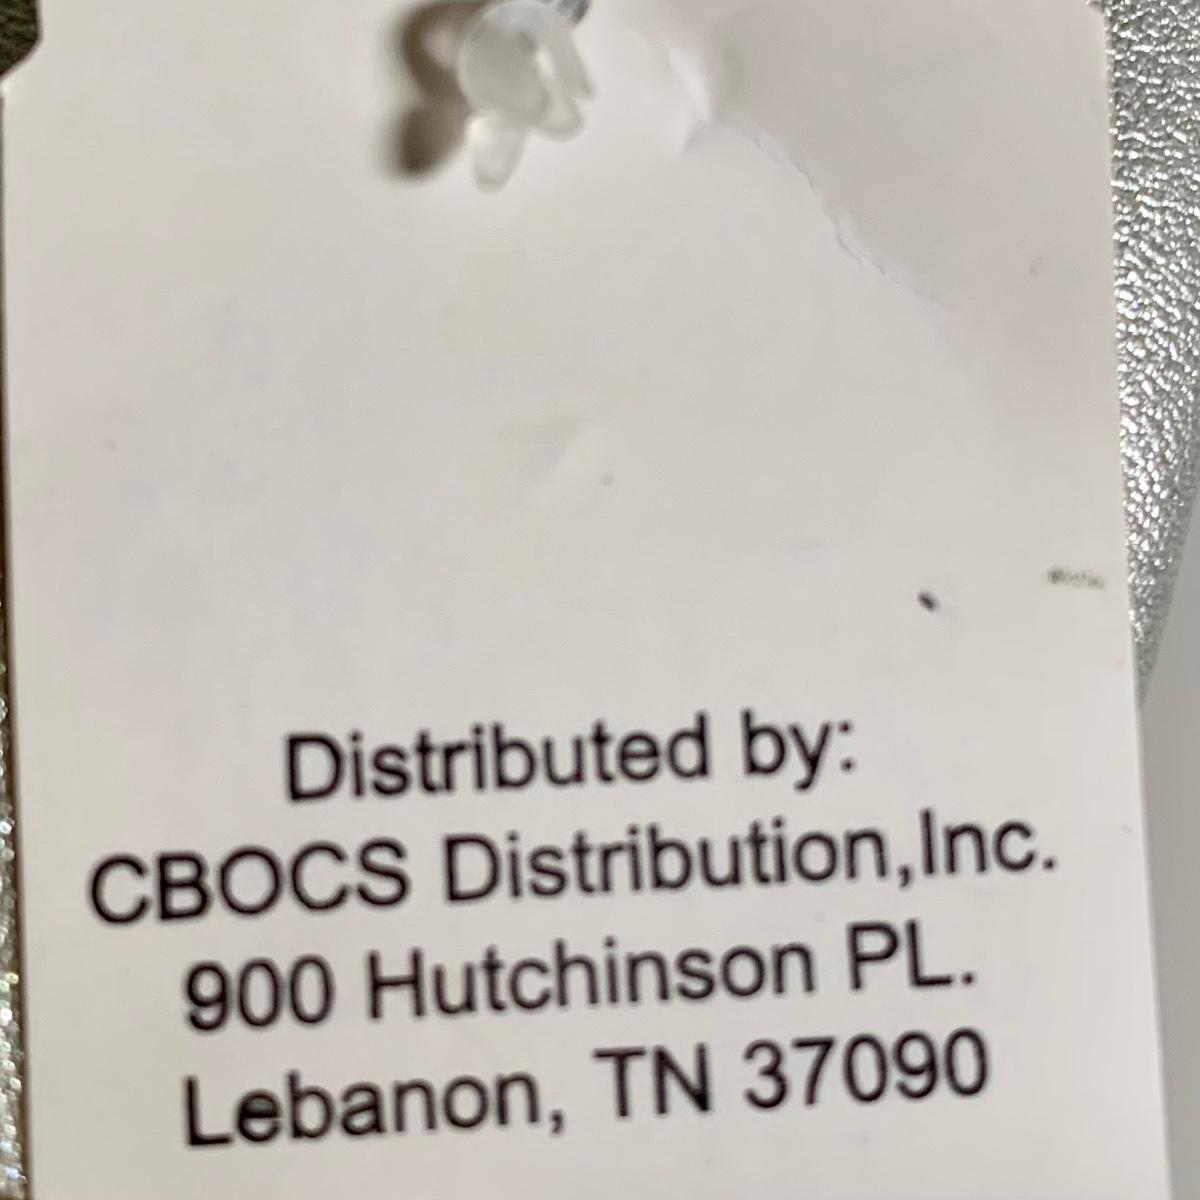 Distributed by:
CBOCS Distribution,Inc.
900 Hutchinson PL.
Lebanon, TN 37090